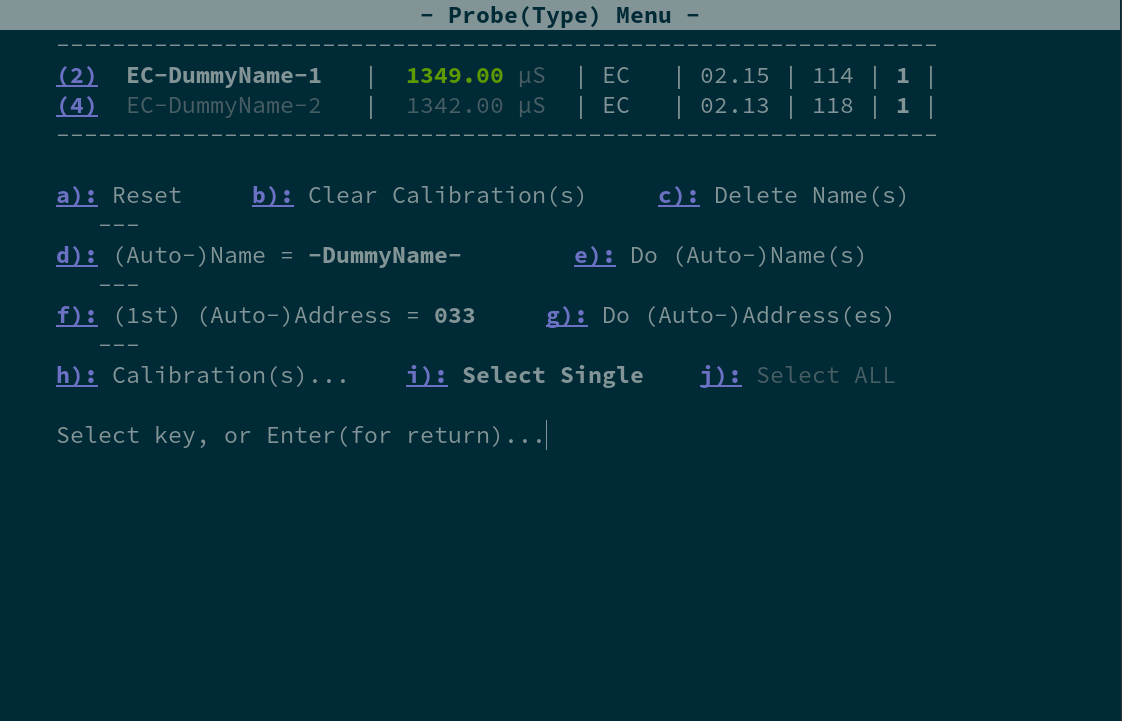 − Probe(Type) Menu −
−−−−−−−−−−−−−−−−−−−−−−−−−−−−−−−−−−−−−−−−−−−−−−−−−−−−−−−−−−−−−−−
(2)  EC−DummyName−1   |  1349.00 µS  | EC   | 02.15 | 114 | 1 |
(4)  EC−DummyName−2   |  1342.00 µS  | EC   | 02.13 | 118 | 1 |
−−−−−−−−−−−−−−−−−−−−−−−−−−−−−−−−−−−−−−−−−−−−−−−−−−−−−−−−−−−−−−−
a): Reset     b): Clear Calibration(s)     c): Delete Name(s)
−−−
d): (Auto−)Name = −DummyName−        e): Do (Auto−)Name(s)
−−−
f): (1st) (Auto−)Address = 033     g): Do (Auto−)Address(es)
−−−
h): Calibration(s)...    i): Select Single    j): Select ALL
Select key, or Enter(for return)...